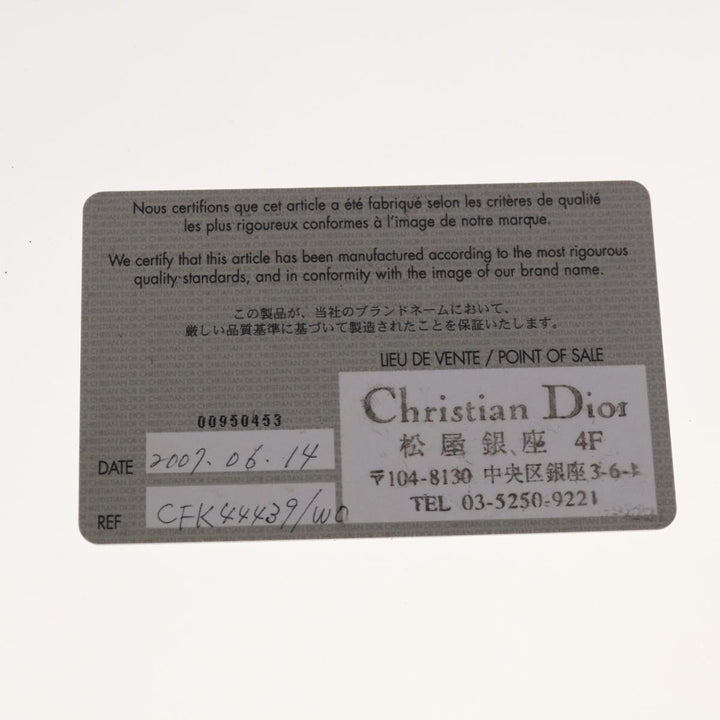 Nous certifions que cet article a été fabriqué selon les critères de qualité
les plus rigoureux conformes à l'image de notre marque.
We certify that this article has been manufactured according to the most rigourous
quality standards, and in conformity with the image of our brand name.
この製品が、当社のブランドネームにおいて、
厳しい品質基準に基づいて製造されたことを保証いたします。
LIEU DE VENTE / POINT OF SALE
Christian Dior
松屋銀座 4F
〒104-8130 中央区銀座3-6-1
TEL 03-5250-9221
00950453
DATE 2007.06.14
REF CFK44439/WO